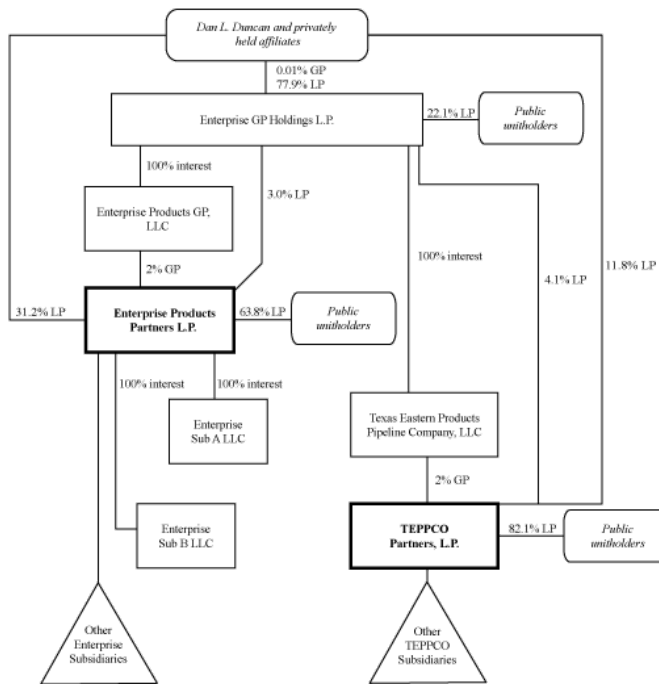 Dan L. Duncan and privately
held affiliates
0.01% GP
77.9% LP
Enterprise GP Holdings L.P.
22.1% LP
Public
unitholders
100% interest
3.0% LP
Enterprise Products GP,
LLC
100% interest
4.1% LP
11.8% LP
2% GP
31.2% LP
Enterprise Products
Partners L.P.
63.8% LP
Public
unitholders
100% interest
100% interest
Enterprise
Sub A LLC
Texas Eastern Products
Pipeline Company, LLC
2% GP
Enterprise
Sub B LLC
TEPPCO
Partners, L.P.
82.1% LP
Public
unitholders
Other
Enterprise
Subsidiaries
Other
TEPPCO
Subsidiaries